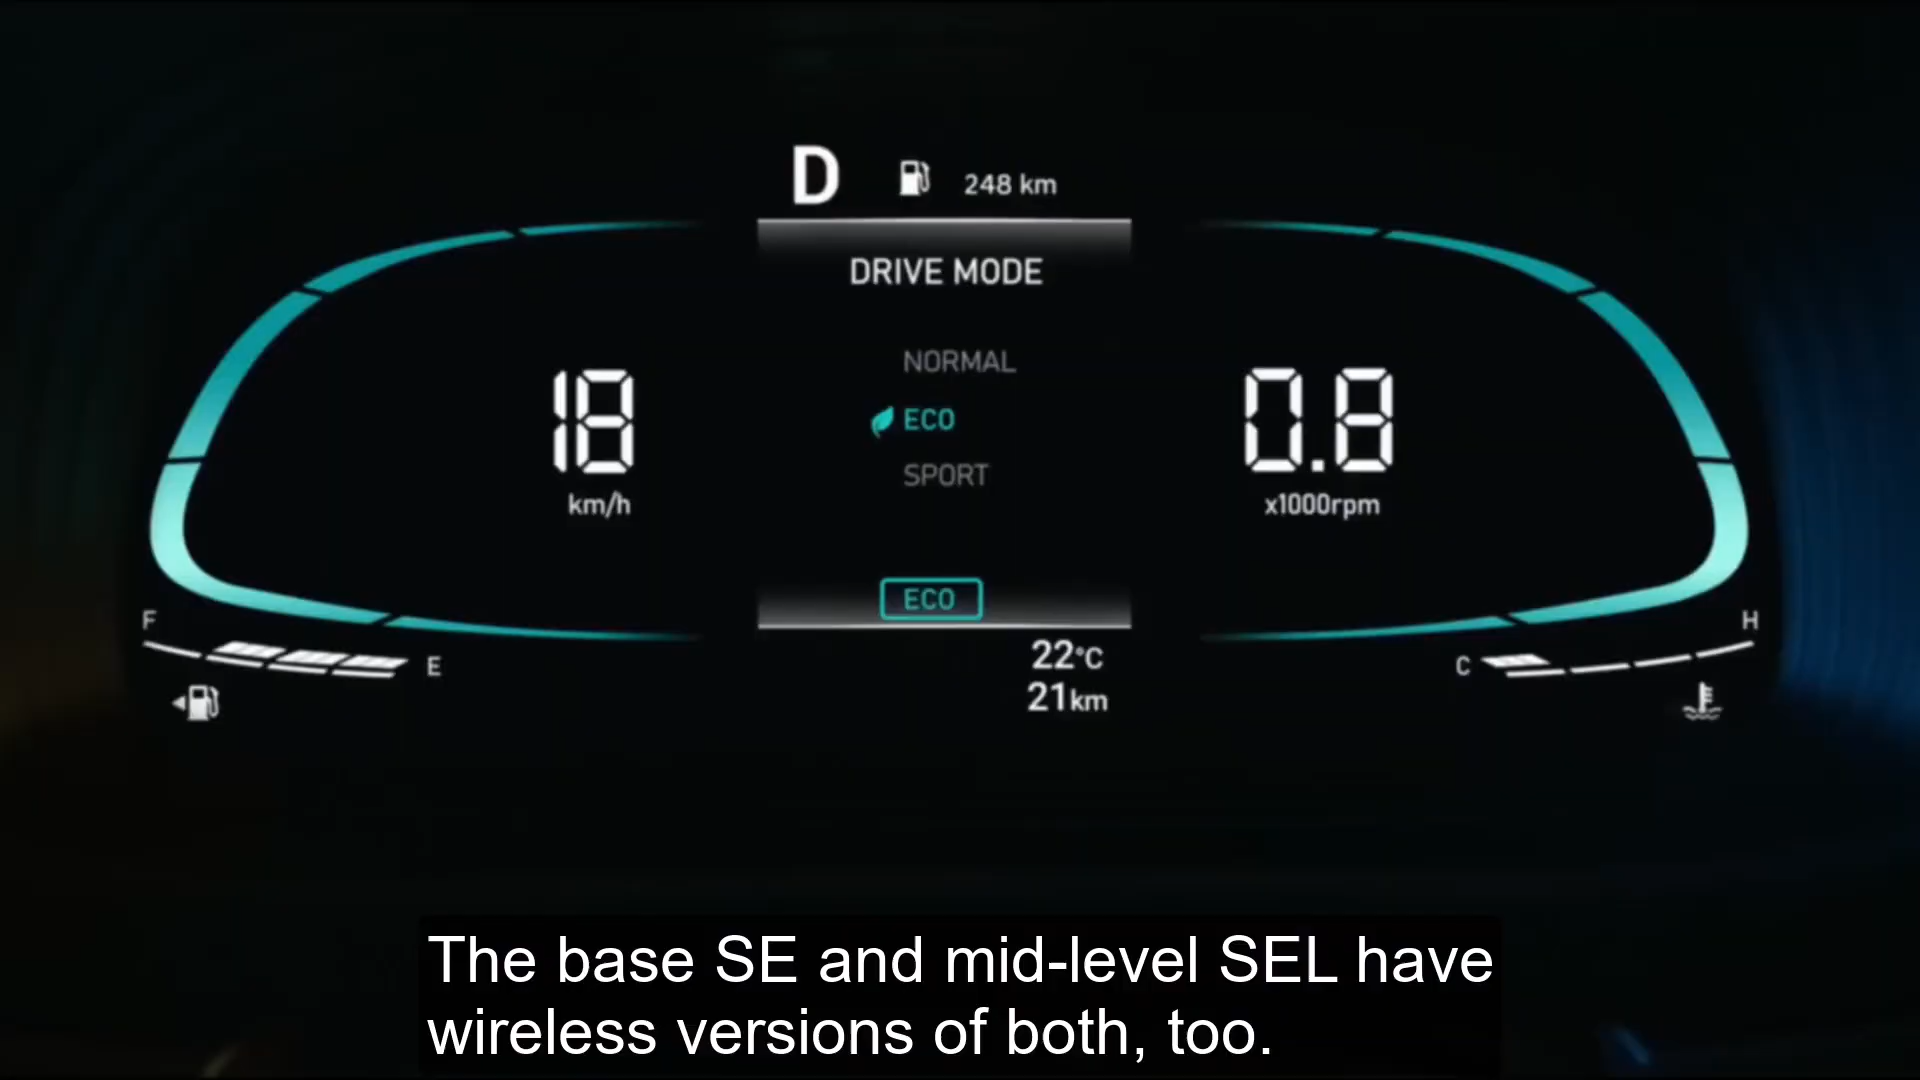 D 248 km
DRIVE MODE
NORMAL
ECO
SPORT
18
km/h
0.8
x1000rpm
ECO
F
E
C
H
22°C
21km
The base SE and mid-level SEL have
wireless versions of both, too.